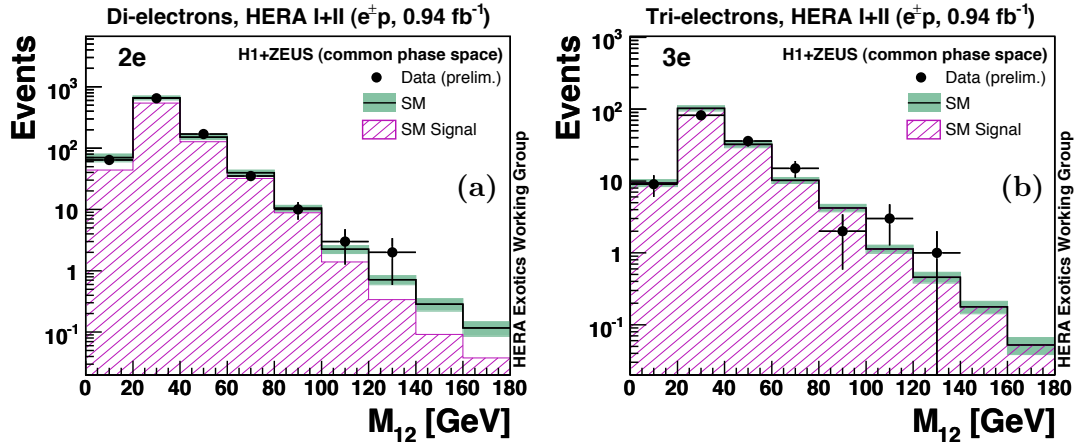 Di-electrons, HERA I+II (e±p, 0.94 fb⁻¹)
Events
10³
10²
10
1
10⁻¹
2e
H1+ZEUS (common phase space)
Data (prelim.)
SM
SM Signal
(a)
HERA Exotics Working Group
0 20 40 60 80 100 120 140 160 180
M₁₂ [GeV]
Tri-electrons, HERA I+II (e±p, 0.94 fb⁻¹)
Events
10³
10²
10
1
10⁻¹
3e
H1+ZEUS (common phase space)
Data (prelim.)
SM
SM Signal
(b)
HERA Exotics Working Group
0 20 40 60 80 100 120 140 160 180
M₁₂ [GeV]